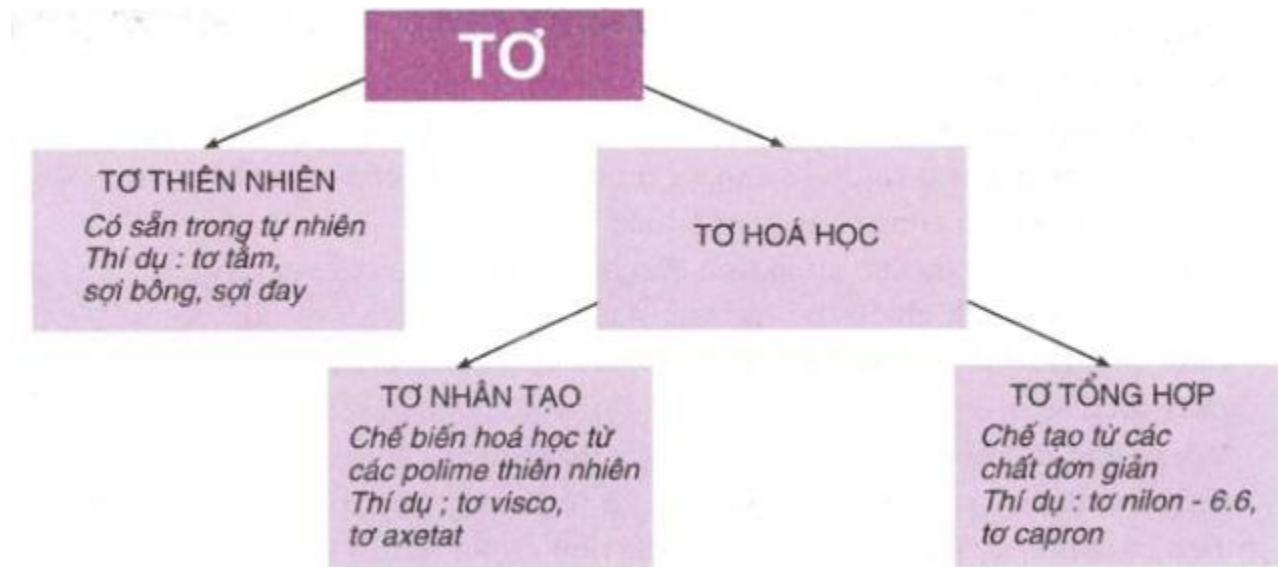 TƠ
TƠ THIÊN NHIÊN
Có sẵn trong tự nhiên
Thí dụ : tơ tằm,
sợi bông, sợi đay
TƠ HOÁ HỌC
TƠ NHÂN TẠO
Chế biến hoá học từ
các polime thiên nhiên
Thí dụ ; tơ visco,
tơ axetat
TƠ TỔNG HỢP
Chế tạo từ các
chất đơn giản
Thí dụ : tơ nilon - 6.6,
tơ capron